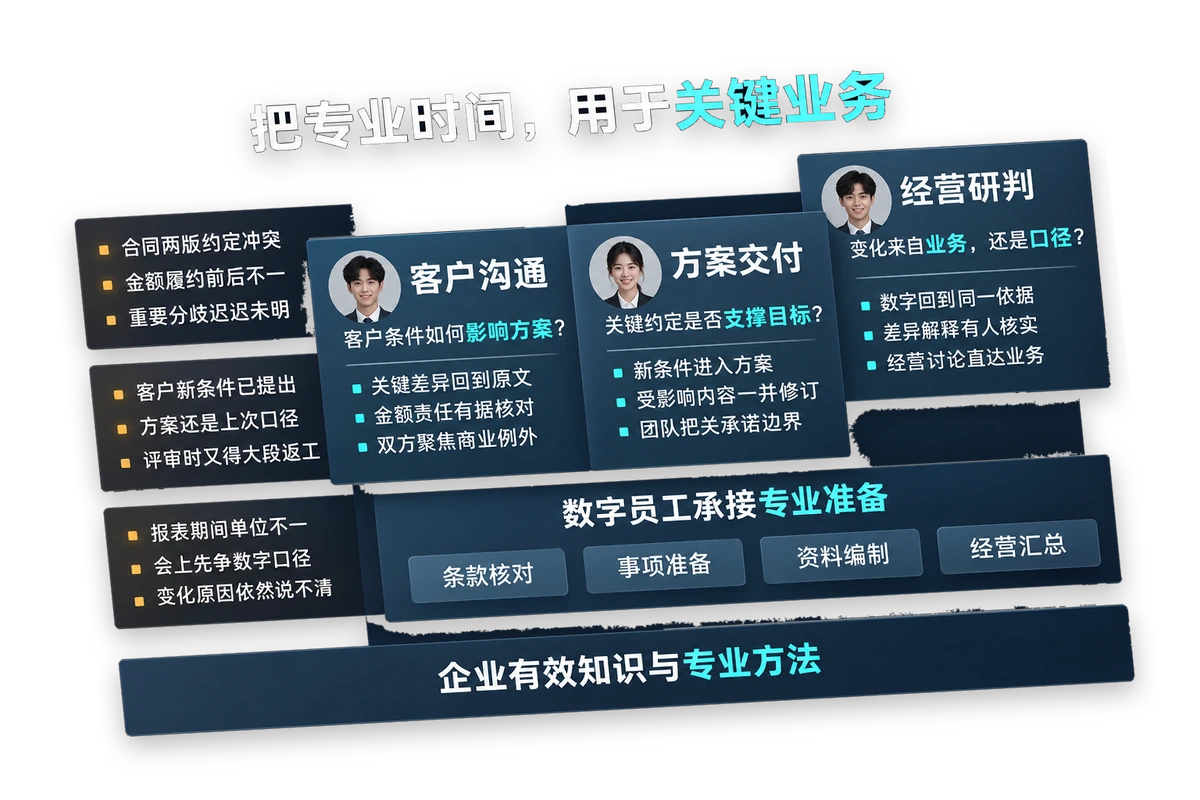 把专业时间，用于关键业务
合同两版约定冲突
金额履约前后不一
重要分歧迟迟未明
客户新条件已提出
方案还是上次口径
评审时又得大段返工
报表期间单位不一
会上先争数字口径
变化原因依然说不清
客户沟通
客户条件如何影响方案？
关键差异回到原文
金额责任有据核对
双方聚焦商业例外
方案交付
关键约定是否支撑目标？
新条件进入方案
受影响内容一并修订
团队把关承诺边界
经营研判
变化来自业务，还是口径？
数字回到同一依据
差异解释有人核实
经营讨论直达业务
数字员工承接专业准备
条款核对
事项准备
资料编制
经营汇总
企业有效知识与专业方法